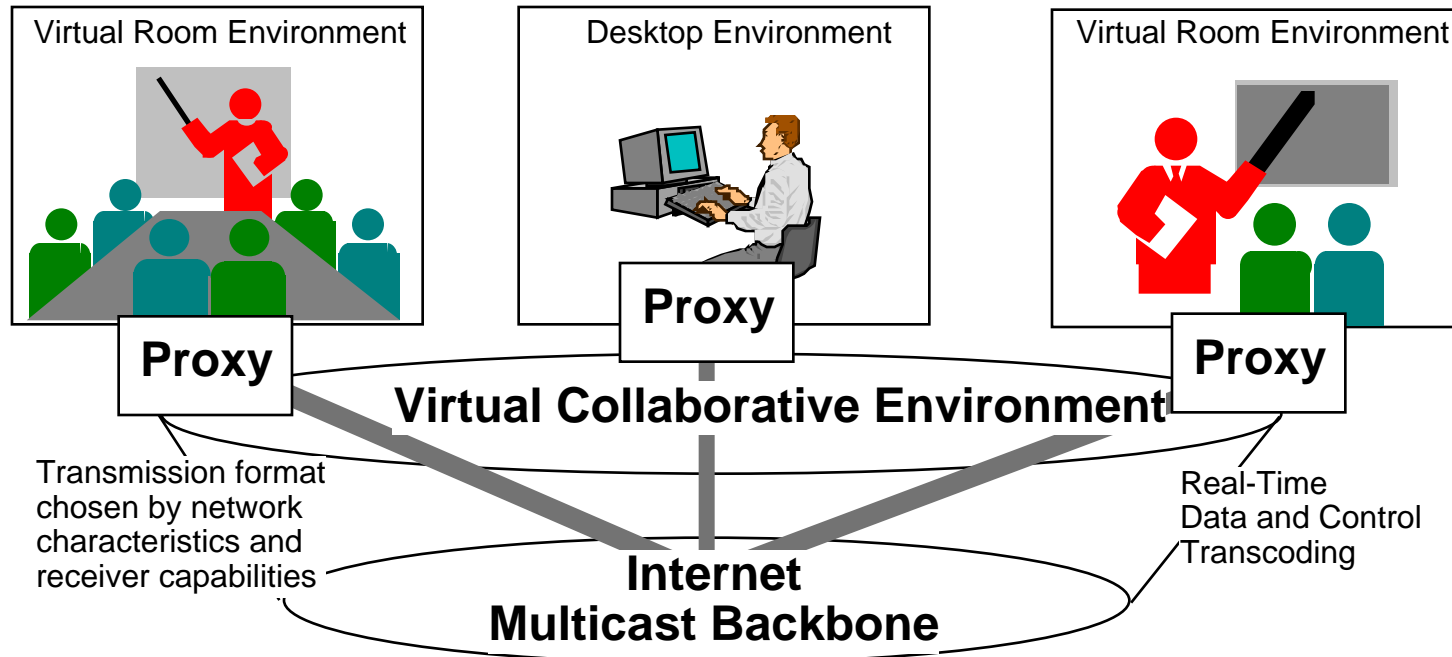 Virtual Room Environment
Desktop Environment
Virtual Room Environment
Proxy
Proxy
Proxy
Virtual Collaborative Environment
Transmission format
chosen by network
characteristics and
receiver capabilities
Real-Time
Data and Control
Transcoding
Internet
Multicast Backbone